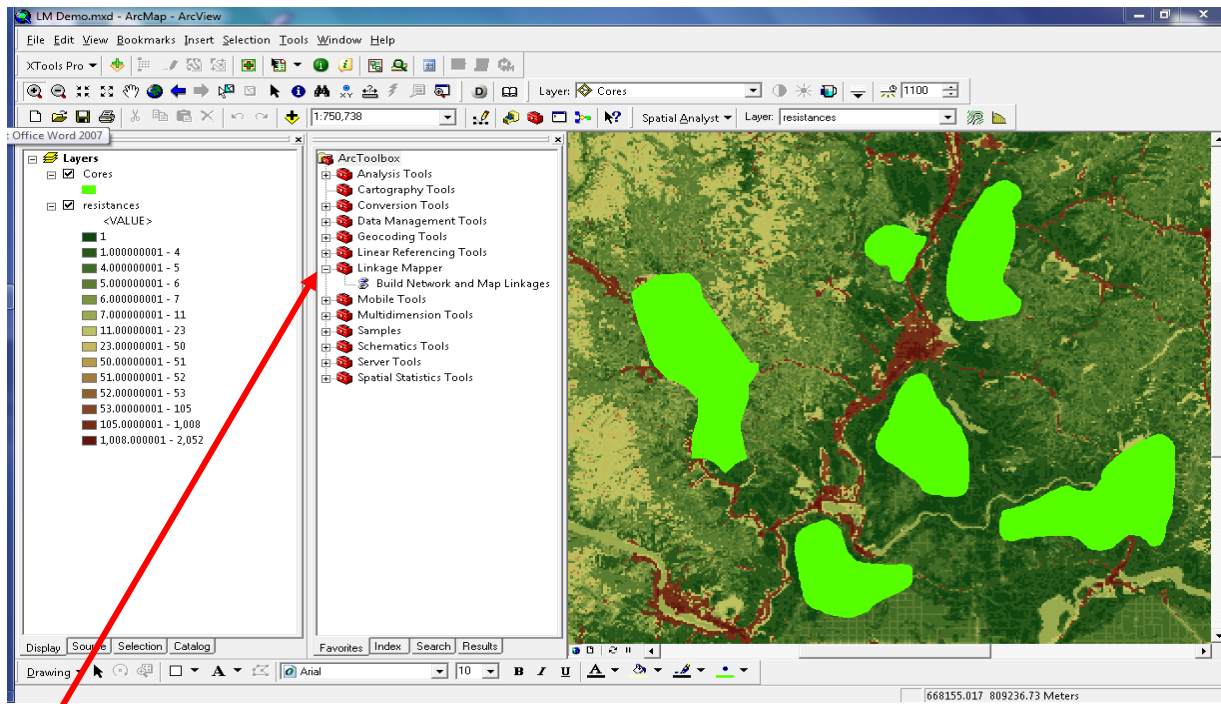 LM Demo.mxd - ArcMap - ArcView
File Edit View Bookmarks Insert Selection Tools Window Help
XTools Pro
Layer: Cores 1100
1:750,738 Spatial Analyst Layer: resistances
: Office Word 2007
Layers
Cores
resistances
<VALUE>
1
1.000000001 - 4
4.000000001 - 5
5.000000001 - 6
6.000000001 - 7
7.000000001 - 11
11.00000001 - 23
23.00000001 - 50
50.00000001 - 51
51.00000001 - 52
52.00000001 - 53
53.00000001 - 105
105.0000001 - 1,008
1,008.000001 - 2,052
Display Source Selection Catalog
ArcToolbox
Analysis Tools
Cartography Tools
Conversion Tools
Data Management Tools
Geocoding Tools
Linear Referencing Tools
Linkage Mapper
Build Network and Map Linkages
Mobile Tools
Multidimension Tools
Samples
Schematics Tools
Server Tools
Spatial Statistics Tools
Favorites Index Search Results
Drawing A Arial 10 B I U A
668155.017 809236.73 Meters